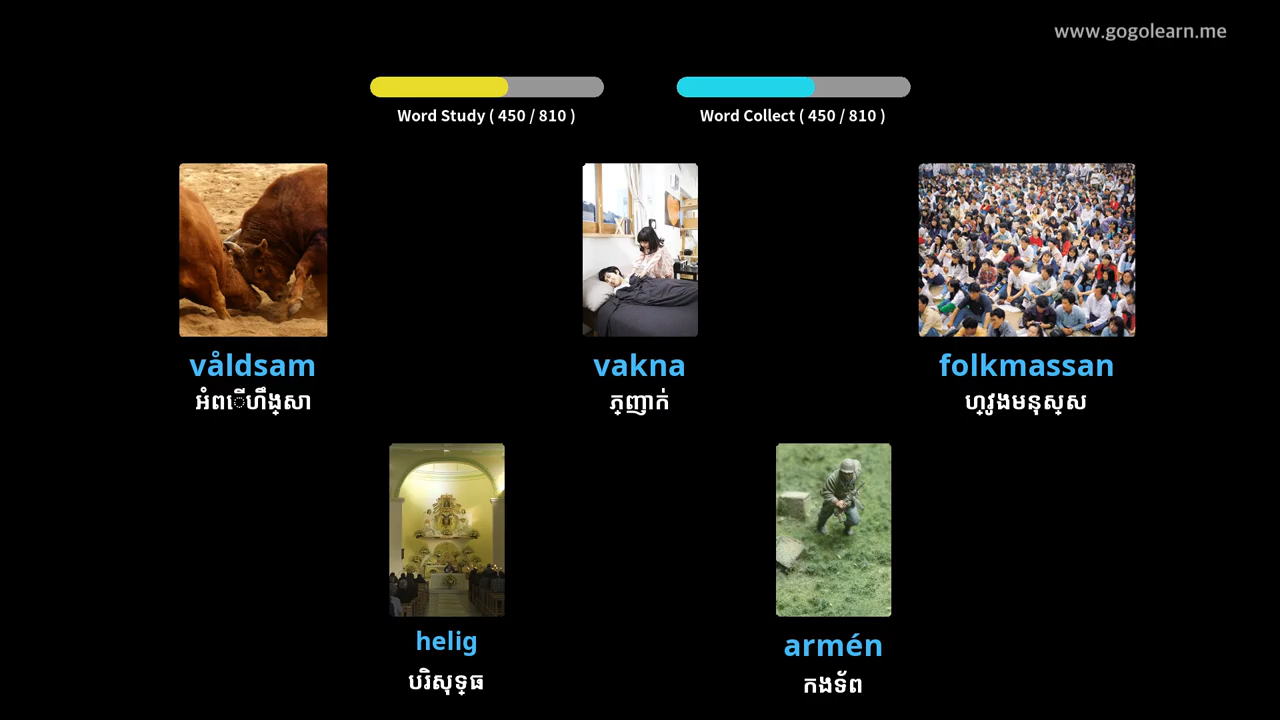 www.gogolearn.me
Word Study ( 450 / 810 )
Word Collect ( 450 / 810 )
våldsam
អំពើហឹង្សា
vakna
ភ្ញាក់
folkmassan
ហ្វូងមនុស្ស
helig
បរិសុទ្ធ
armén
កងទ័ព